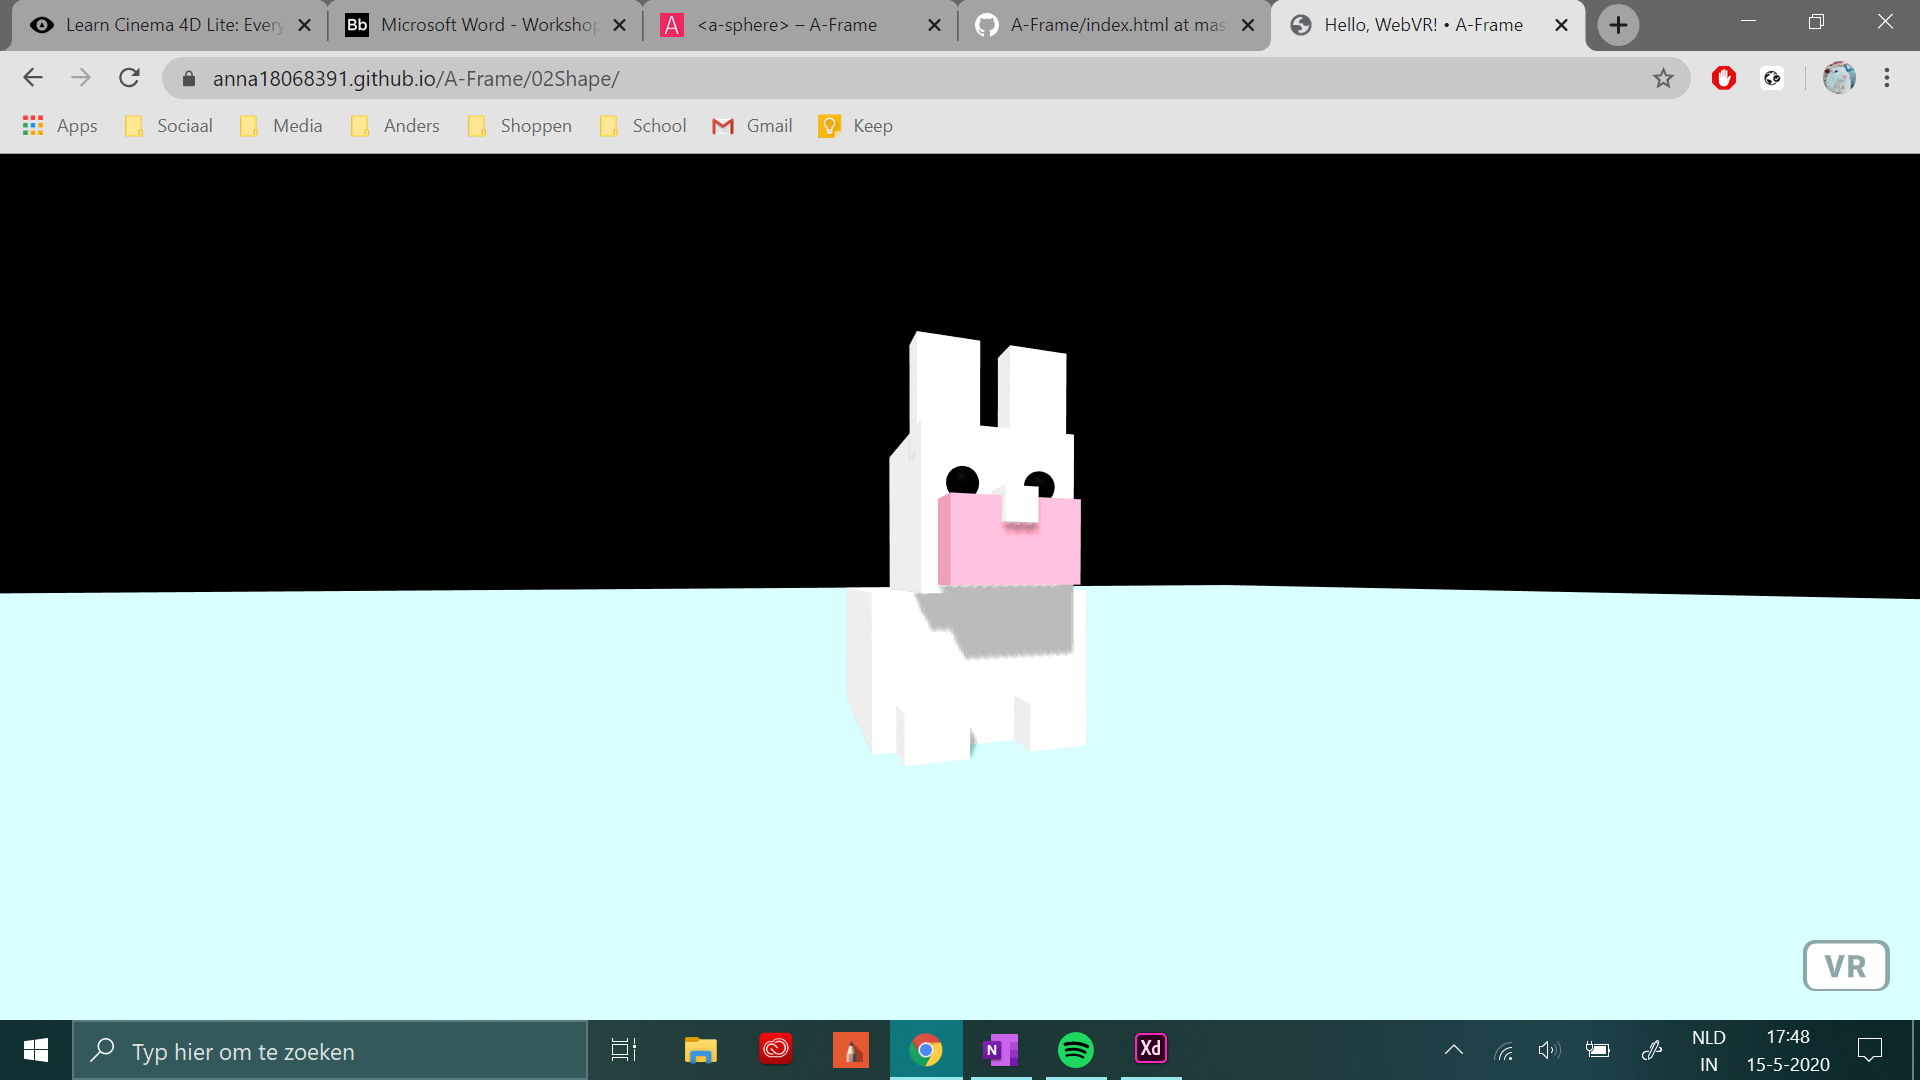 Learn Cinema 4D Lite: Every
Bb Microsoft Word - Workshop
A <a-sphere> – A-Frame
A-Frame/index.html at mas
Hello, WebVR! • A-Frame
anna18068391.github.io/A-Frame/02Shape/
Apps Sociaal Media Anders Shoppen School Gmail Keep
VR
Typ hier om te zoeken
N
Xd
NLD 17:48
IN 15-5-2020